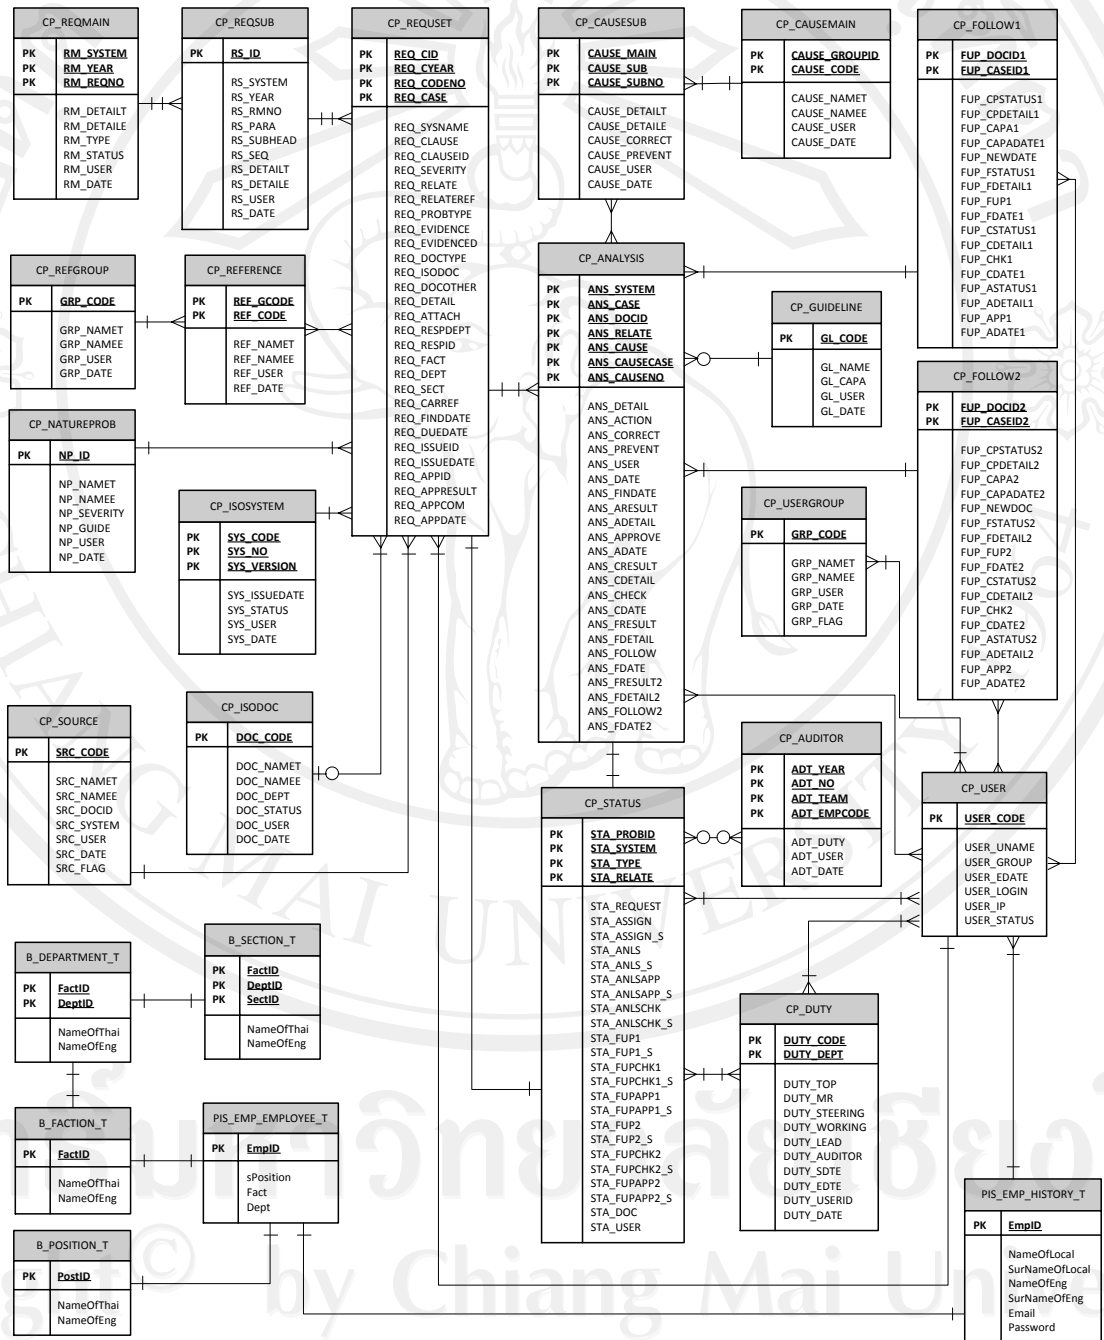 CP_REQMAIN
PK RM_SYSTEM
PK RM_YEAR
PK RM_REQNO
RM_DETAILT
RM_DETAILE
RM_TYPE
RM_STATUS
RM_USER
RM_DATE
CP_REQSUB
PK RS_ID
RS_SYSTEM
RS_YEAR
RS_RMNO
RS_PARA
RS_SUBHEAD
RS_SEQ
RS_DETAILT
RS_DETAILE
RS_USER
RS_DATE
CP_REQUSET
PK REQ_CID
PK REQ_CYEAR
PK REQ_CODENO
PK REQ_CASE
REQ_SYSNAME
REQ_CLAUSE
REQ_CLAUSEID
REQ_SEVERITY
REQ_RELATE
REQ_RELATEREF
REQ_PROBTYPE
REQ_EVIDENCE
REQ_EVIDENCED
REQ_DOCTYPE
REQ_ISODOC
REQ_DOCOTHER
REQ_DETAIL
REQ_ATTACH
REQ_RESPDEPT
REQ_RESPID
REQ_FACT
REQ_DEPT
REQ_SECT
REQ_CARREF
REQ_FINDDATE
REQ_DUEDATE
REQ_ISSUEID
REQ_ISSUEDATE
REQ_APPID
REQ_APPRESULT
REQ_APPCOM
REQ_APPDATE
CP_CAUSESUB
PK CAUSE_MAIN
PK CAUSE_SUB
PK CAUSE_SUBNO
CAUSE_DETAILT
CAUSE_DETAILE
CAUSE_CORRECT
CAUSE_PREVENT
CAUSE_USER
CAUSE_DATE
CP_CAUSEMAIN
PK CAUSE_GROUPID
PK CAUSE_CODE
CAUSE_NAMET
CAUSE_NAMEE
CAUSE_USER
CAUSE_DATE
CP_FOLLOW1
PK FUP_DOCID1
PK FUP_CASEID1
FUP_CPSTATUS1
FUP_CPDETAIL1
FUP_CAPA1
FUP_CAPADATE1
FUP_NEWDATE
FUP_FSTATUS1
FUP_FDETAIL1
FUP_FUP1
FUP_FDATE1
FUP_CSTATUS1
FUP_CDETAIL1
FUP_CHK1
FUP_CDATE1
FUP_ASTATUS1
FUP_ADETAIL1
FUP_APP1
FUP_ADATE1
CP_REFGROUP
PK GRP_CODE
GRP_NAMET
GRP_NAMEE
GRP_USER
GRP_DATE
CP_REFERENCE
PK REF_GCODE
PK REF_CODE
REF_NAMET
REF_NAMEE
REF_USER
REF_DATE
CP_ANALYSIS
PK ANS_SYSTEM
PK ANS_CASE
PK ANS_DOCID
PK ANS_RELATE
PK ANS_CAUSE
PK ANS_CAUSECASE
PK ANS_CAUSENO
ANS_DETAIL
ANS_ACTION
ANS_CORRECT
ANS_PREVENT
ANS_USER
ANS_DATE
ANS_FINDATE
ANS_ARESULT
ANS_ADETAIL
ANS_APPROVE
ANS_ADATE
ANS_CRESULT
ANS_CDETAIL
ANS_CHECK
ANS_CDATE
ANS_FRESULT
ANS_FDETAIL
ANS_FOLLOW
ANS_FDATE
ANS_FRESULT2
ANS_FDETAIL2
ANS_FOLLOW2
ANS_FDATE2
CP_GUIDELINE
PK GL_CODE
GL_NAME
GL_CAPA
GL_USER
GL_DATE
CP_FOLLOW2
PK FUP_DOCID2
PK FUP_CASEID2
FUP_CPSTATUS2
FUP_CPDETAIL2
FUP_CAPA2
FUP_CAPADATE2
FUP_NEWDOC
FUP_FSTATUS2
FUP_FDETAIL2
FUP_FUP2
FUP_FDATE2
FUP_CSTATUS2
FUP_CDETAIL2
FUP_CHK2
FUP_CDATE2
FUP_ASTATUS2
FUP_ADETAIL2
FUP_APP2
FUP_ADATE2
CP_NATUREPROB
PK NP_ID
NP_NAMET
NP_NAMEE
NP_SEVERITY
NP_GUIDE
NP_USER
NP_DATE
CP_ISOSYSTEM
PK SYS_CODE
PK SYS_NO
PK SYS_VERSION
SYS_ISSUEDATE
SYS_STATUS
SYS_USER
SYS_DATE
CP_USERGROUP
PK GRP_CODE
GRP_NAMET
GRP_NAMEE
GRP_USER
GRP_DATE
GRP_FLAG
CP_SOURCE
PK SRC_CODE
SRC_NAMET
SRC_NAMEE
SRC_DOCID
SRC_SYSTEM
SRC_USER
SRC_DATE
SRC_FLAG
CP_ISODOC
PK DOC_CODE
DOC_NAMET
DOC_NAMEE
DOC_DEPT
DOC_STATUS
DOC_USER
DOC_DATE
CP_STATUS
PK STA_PROBID
PK STA_SYSTEM
PK STA_TYPE
PK STA_RELATE
STA_REQUEST
STA_ASSIGN
STA_ASSIGN_S
STA_ANLS
STA_ANLS_S
STA_ANLSAPP
STA_ANLSAPP_S
STA_ANLSCHK
STA_ANLSCHK_S
STA_FUP1
STA_FUP1_S
STA_FUPCHK1
STA_FUPCHK1_S
STA_FUPAPP1
STA_FUPAPP1_S
STA_FUP2
STA_FUP2_S
STA_FUPCHK2
STA_FUPCHK2_S
STA_FUPAPP2
STA_FUPAPP2_S
STA_DOC
STA_USER
CP_AUDITOR
PK ADT_YEAR
PK ADT_NO
PK ADT_TEAM
PK ADT_EMPCODE
ADT_DUTY
ADT_USER
ADT_DATE
CP_USER
PK USER_CODE
USER_UNAME
USER_GROUP
USER_EDATE
USER_LOGIN
USER_IP
USER_STATUS
B_DEPARTMENT_T
PK FactID
PK DeptID
NameOfThai
NameOfEng
B_SECTION_T
PK FactID
PK DeptID
PK SectID
NameOfThai
NameOfEng
CP_DUTY
PK DUTY_CODE
PK DUTY_DEPT
DUTY_TOP
DUTY_MR
DUTY_STEERING
DUTY_WORKING
DUTY_LEAD
DUTY_AUDITOR
DUTY_SDTE
DUTY_EDTE
DUTY_USERID
DUTY_DATE
B_FACTION_T
PK FactID
NameOfThai
NameOfEng
PIS_EMP_EMPLOYEE_T
PK EmpID
sPosition
Fact
Dept
PIS_EMP_HISTORY_T
PK EmpID
NameOfLocal
SurNameOfLocal
NameOfEng
SurNameOfEng
Email
Password
B_POSITION_T
PK PostID
NameOfThai
NameOfEng
CHIANG MAI UNIVERSITY
by Chiang Mai